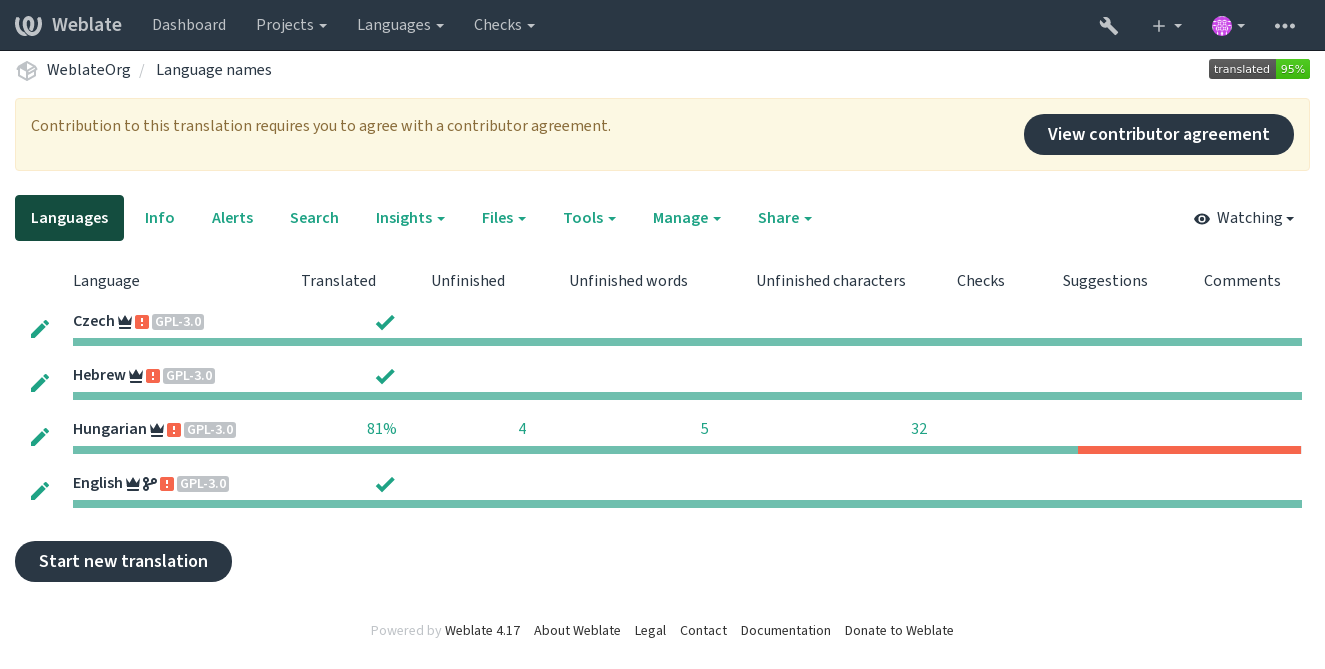 Weblate Dashboard Projects Languages Checks
WeblateOrg / Language names translated 95%
Contribution to this translation requires you to agree with a contributor agreement. View contributor agreement
Languages Info Alerts Search Insights Files Tools Manage Share Watching
Language Translated Unfinished Unfinished words Unfinished characters Checks Suggestions Comments
Czech GPL-3.0
Hebrew GPL-3.0
Hungarian GPL-3.0 81% 4 5 32
English GPL-3.0
Start new translation
Powered by Weblate 4.17 About Weblate Legal Contact Documentation Donate to Weblate